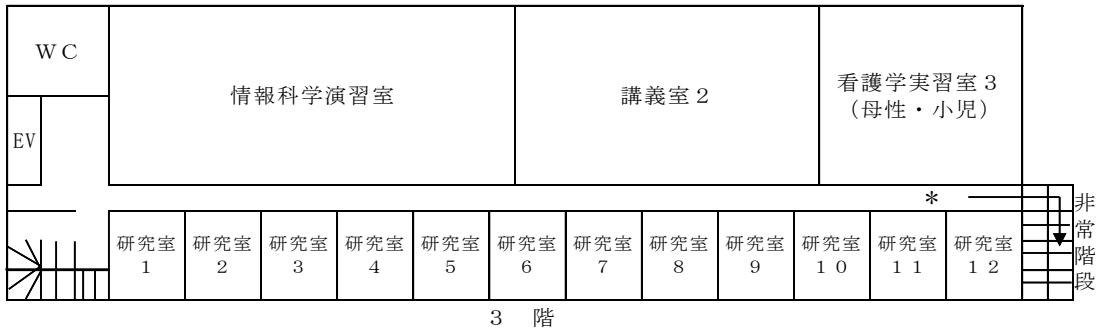 ＷＣ
情報科学演習室
講義室２
看護学実習室３
（母性・小児）
EV
＊
非常階段
研究室
１
研究室
２
研究室
３
研究室
４
研究室
５
研究室
６
研究室
７
研究室
８
研究室
９
研究室
１０
研究室
１１
研究室
１２
３　階